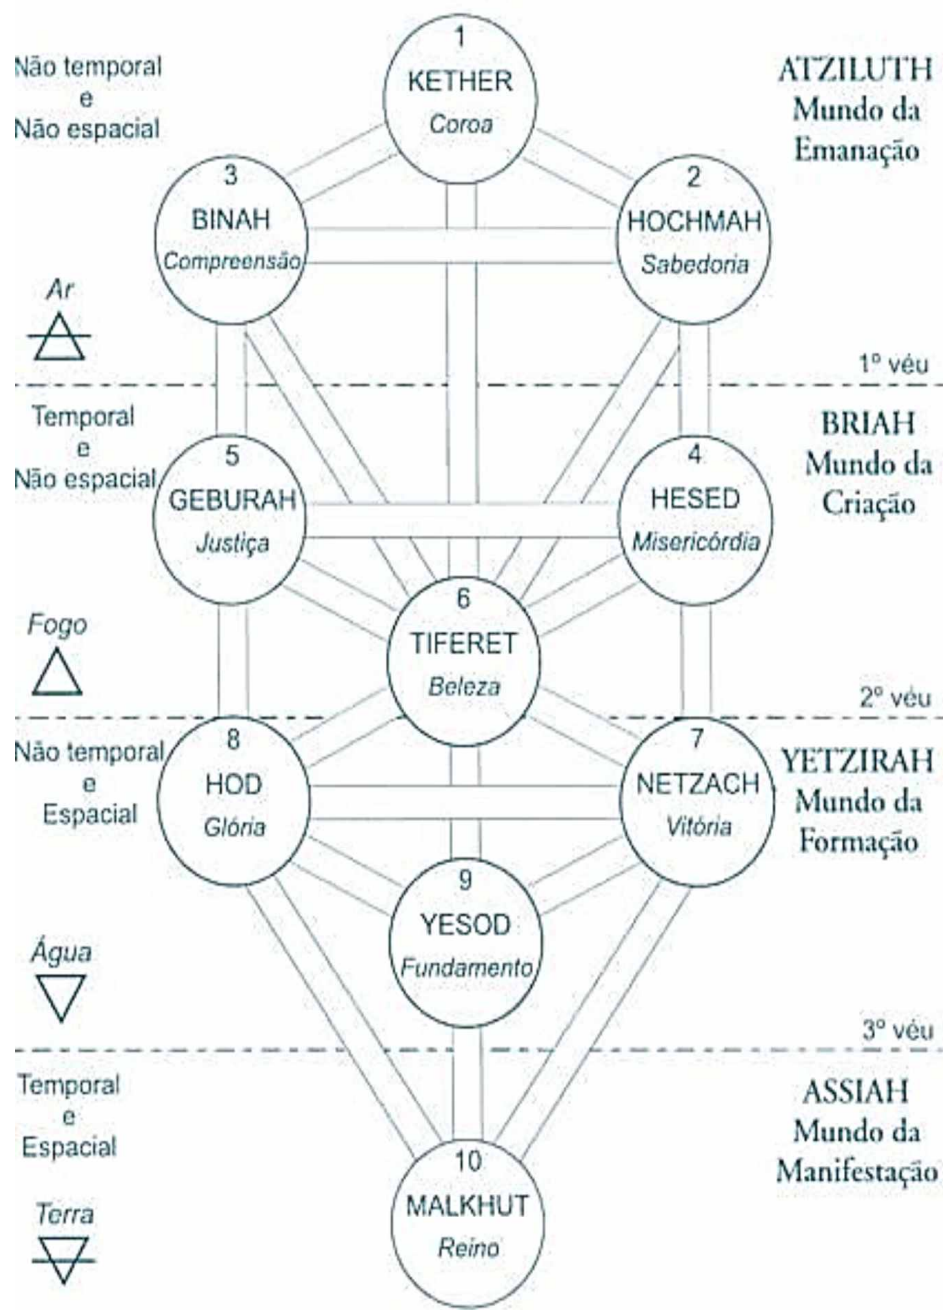 1
KETHER
Coroa
Não temporal
e
Não espacial
ATZILUTH
Mundo da
Emanação
3
BINAH
Compreensão
2
HOCHMAH
Sabedoria
Ar
1º véu
Temporal
e
Não espacial
BRIAH
Mundo da
Criação
5
GEBURAH
Justiça
4
HESED
Misericórdia
6
TIFERET
Beleza
Fogo
2º véu
Não temporal
e
Espacial
YETZIRAH
Mundo da
Formação
8
HOD
Glória
7
NETZACH
Vitória
9
YESOD
Fundamento
Água
3º véu
Temporal
e
Espacial
ASSIAH
Mundo da
Manifestação
10
MALKHUT
Reino
Terra